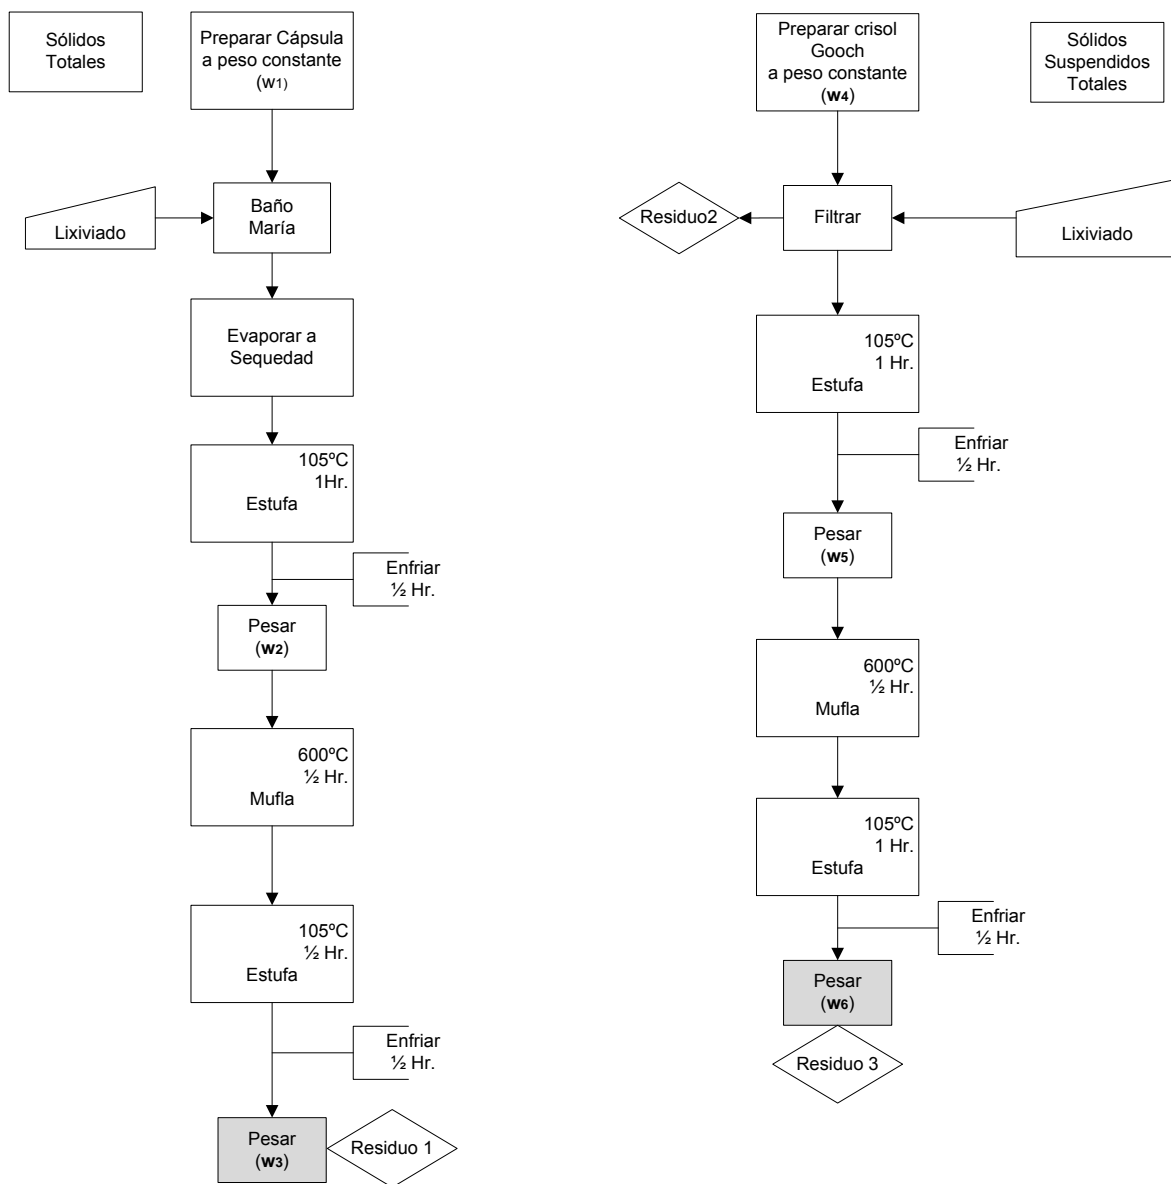 Sólidos
Totales
Preparar Cápsula
a peso constante
(W1)
Lixiviado
Baño
María
Evaporar a
Sequedad
105ºC
1Hr.
Estufa
Enfriar
½ Hr.
Pesar
(W2)
600ºC
½ Hr.
Mufla
105ºC
½ Hr.
Estufa
Enfriar
½ Hr.
Pesar
(W3)
Residuo 1
Preparar crisol
Gooch
a peso constante
(W4)
Sólidos
Suspendidos
Totales
Residuo2
Filtrar
Lixiviado
105ºC
1 Hr.
Estufa
Enfriar
½ Hr.
Pesar
(W5)
600ºC
½ Hr.
Mufla
105ºC
1 Hr.
Estufa
Enfriar
½ Hr.
Pesar
(W6)
Residuo 3